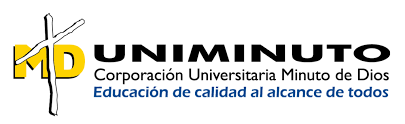 MD
UNIMINUTO
Corporación Universitaria Minuto de Dios
Educación de calidad al alcance de todos